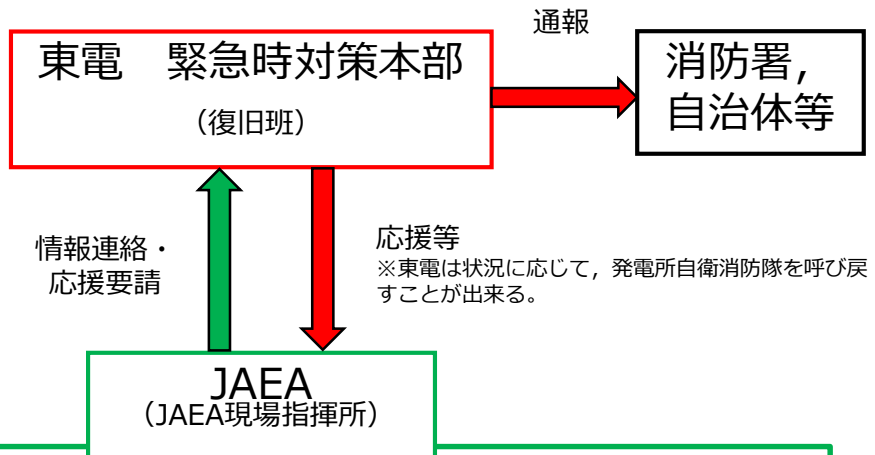 通報
東電　緊急時対策本部
（復旧班）
消防署，
自治体等
情報連絡・
応援要請
応援等
※東電は状況に応じて，発電所自衛消防隊を呼び戻
すことが出来る。
JAEA
（JAEA現場指揮所）